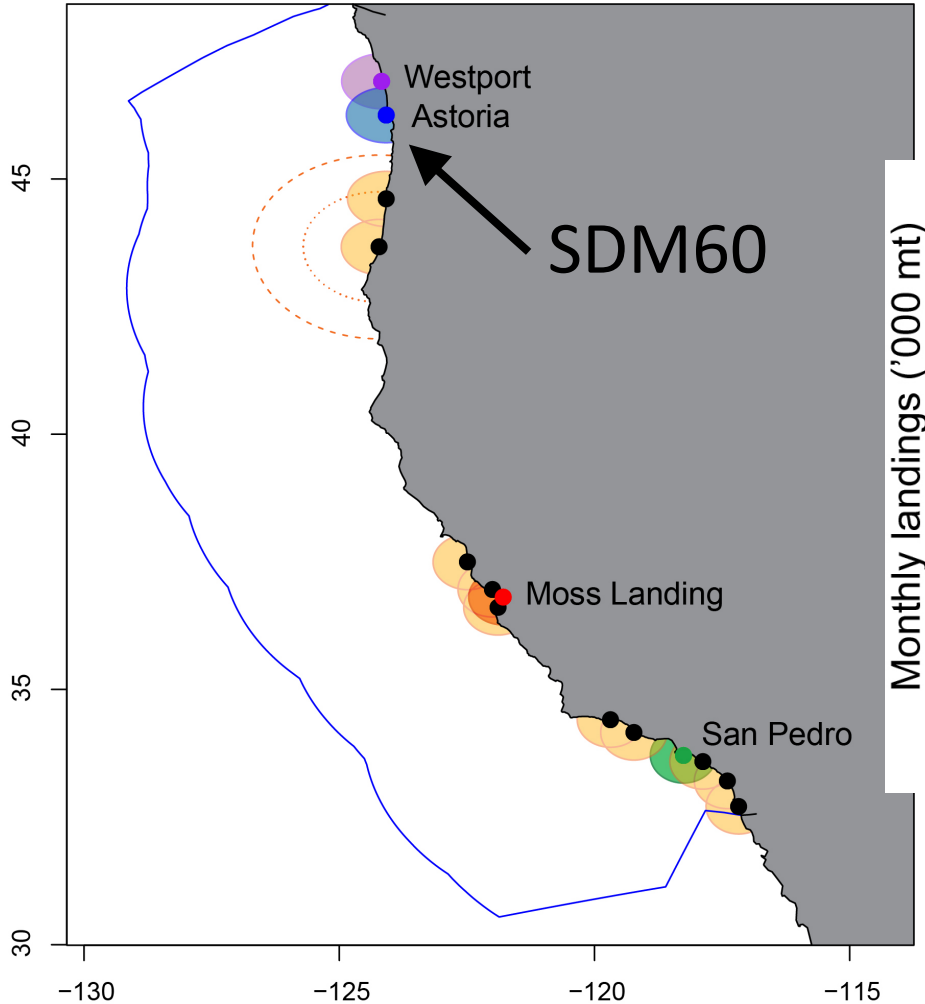 Westport
Astoria
SDM60
Moss Landing
San Pedro
Monthly landings ('000 mt)
45
40
35
30
−130
−125
−120
−115